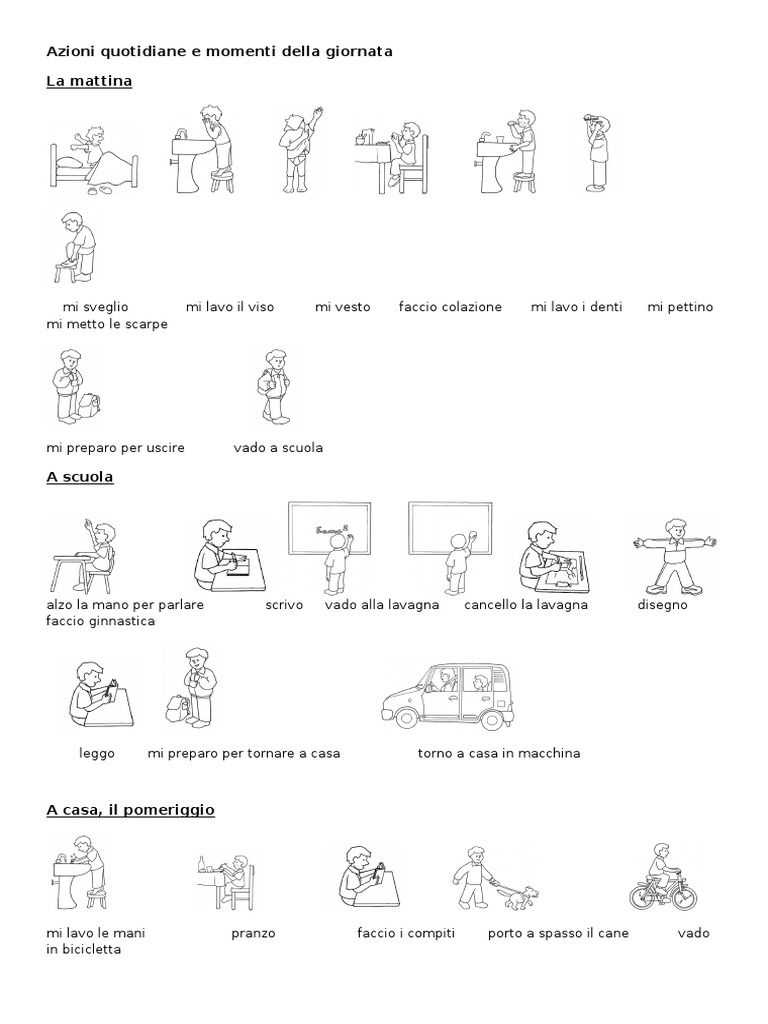 Azioni quotidiane e momenti della giornata
La mattina
mi sveglio mi lavo il viso mi vesto faccio colazione mi lavo i denti mi pettino
mi metto le scarpe
mi preparo per uscire vado a scuola
A scuola
alzo la mano per parlare scrivo vado alla lavagna cancello la lavagna disegno
faccio ginnastica
leggo mi preparo per tornare a casa torno a casa in macchina
A casa, il pomeriggio
mi lavo le mani pranzo faccio i compiti porto a spasso il cane vado
in bicicletta